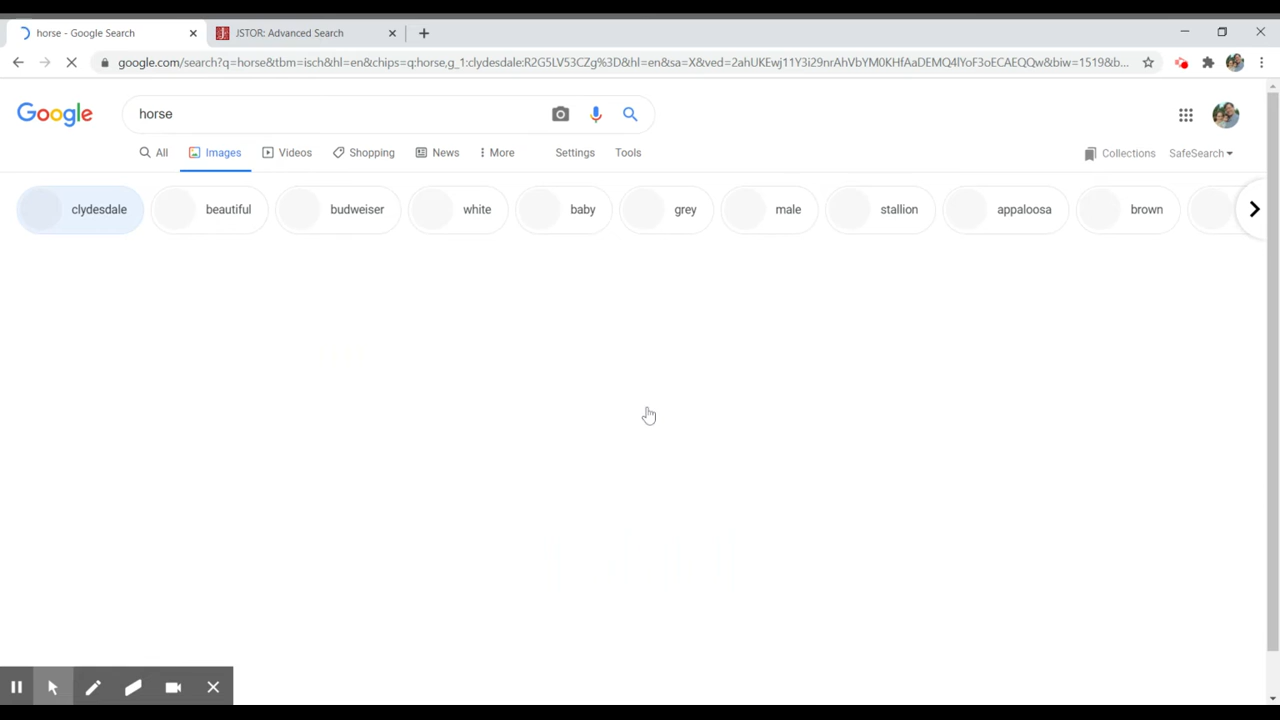 horse - Google Search
JSTOR: Advanced Search
google.com/search?q=horse&tbm=isch&hl=en&chips=q:horse,g_1:clydesdale:R2G5LV53CZg%3D&hl=en&sa=X&ved=2ahUKEwj11Y3i29nrAhVbYM0KHfAaDEMQ4lYoF3oECAEQQw&biw=1519&b...
Google
horse
All Images Videos Shopping News More Settings Tools Collections SafeSearch
clydesdale beautiful budweiser white baby grey male stallion appaloosa brown